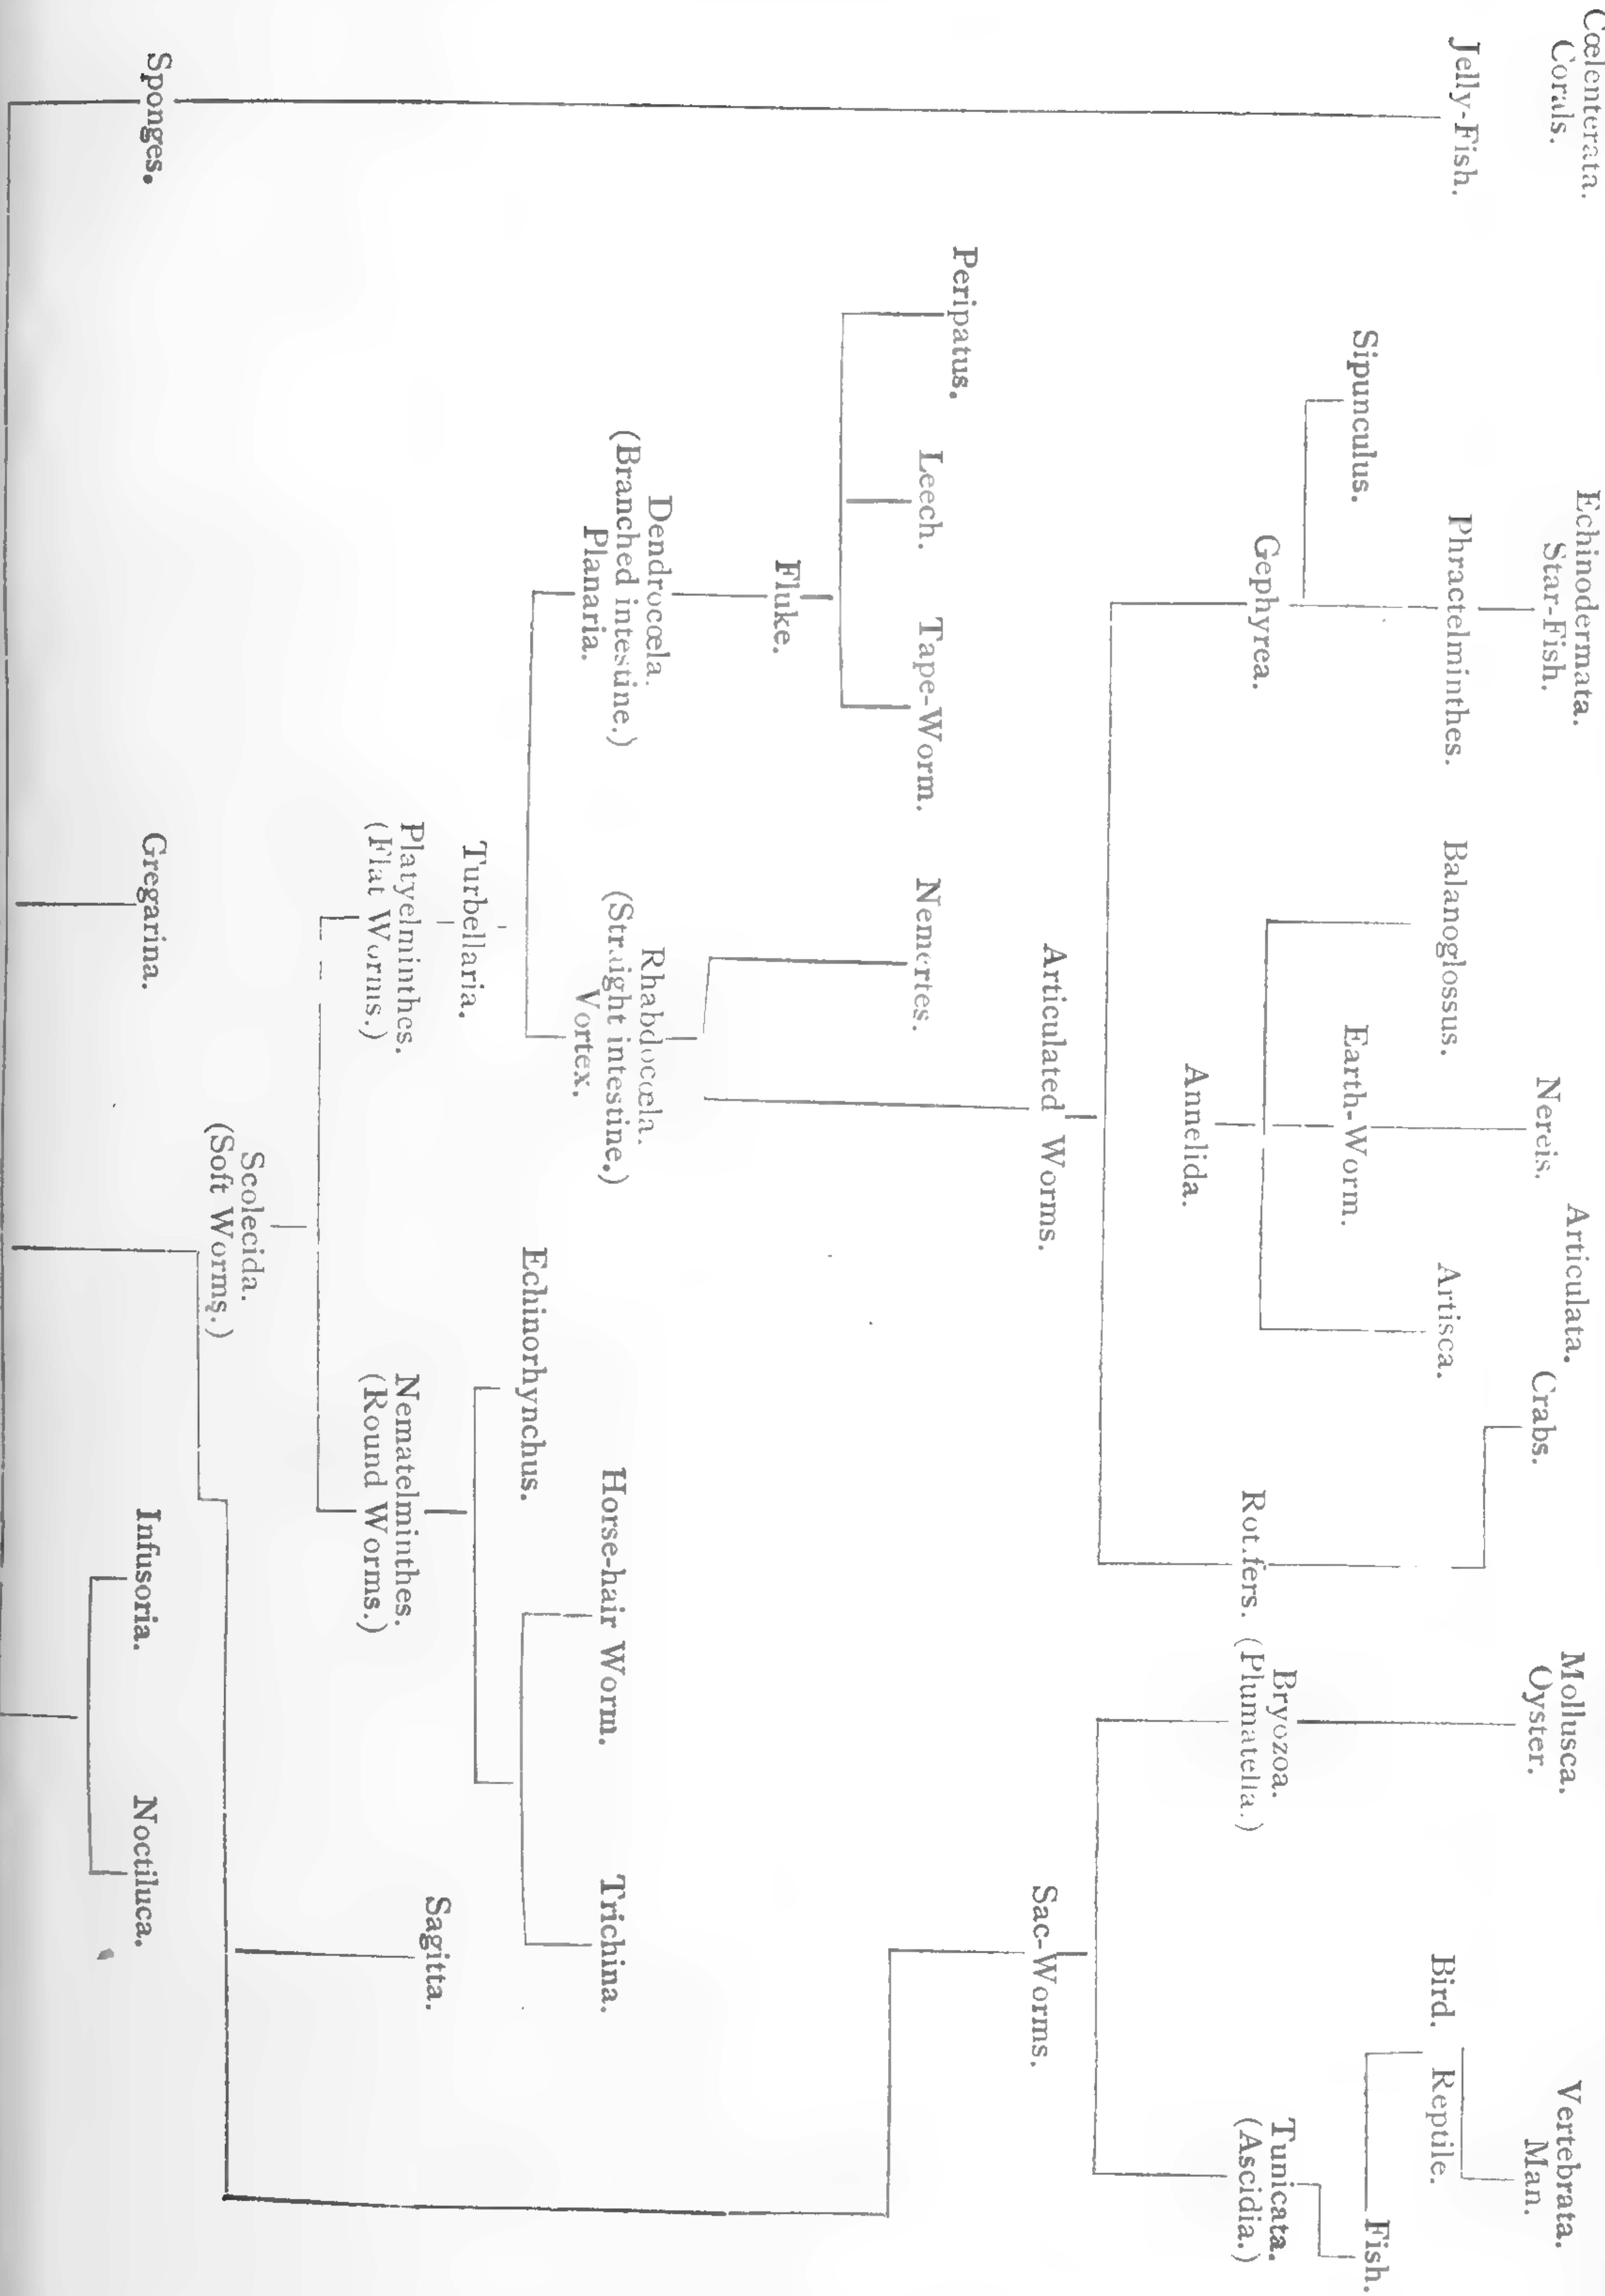 Cœlenterata.
Corals.
Echinodermata.
Star-Fish.
Articulata.
Nereis.
Crabs.
Mollusca.
Oyster.
Vertebrata.
Man.
Jelly-Fish.
Phractelminthes.
Balanoglossus.
Artisca.
Bird.
Reptile.
Sipunculus.
Earth-Worm.
Fish.
Gephyrea.
Annelida.
Rotifers.
Bryozoa.
(Plumatella.)
Tunicata.
(Ascidia.)
Articulated Worms.
Sac-Worms.
Peripatus.
Leech.
Tape-Worm.
Nemertes.
Fluke.
Dendrocœla.
(Branched intestine.)
Planaria.
Rhabdocœla.
(Straight intestine.)
Vortex.
Horse-hair Worm.
Trichina.
Echinorhynchus.
Turbellaria.
Sagitta.
Platyelminthes.
(Flat Worms.)
Nematelminthes.
(Round Worms.)
Scolecida.
(Soft Worms.)
Sponges.
Gregarina.
Infusoria.
Noctiluca.